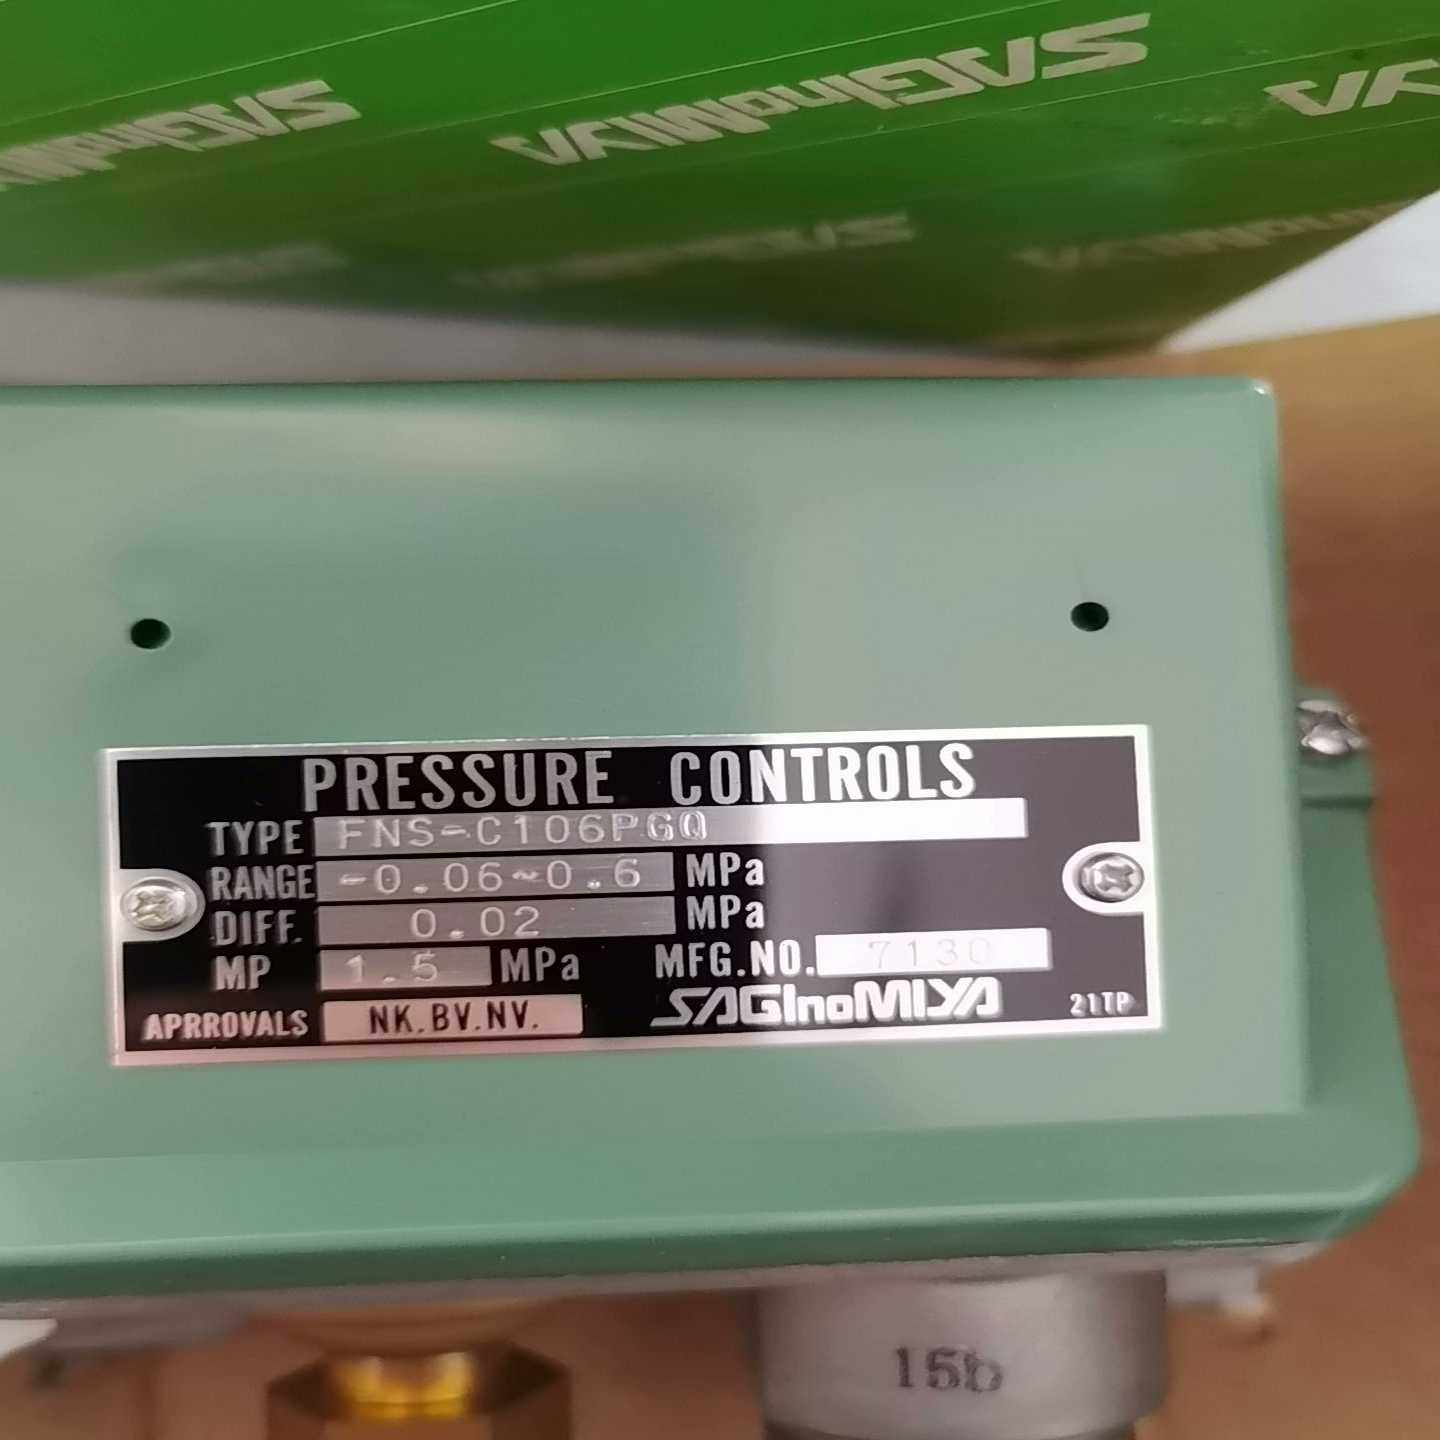 SAGInoMIYA
SAGInoMIYA
PRESSURE CONTROLS
TYPE FNS-C106PGQ
RANGE -0.06~0.6 MPa
DIFF. 0.02 MPa
MP 1.5 MPa MFG.NO. 7130
APRROVALS NK.BV.NV. SAGInoMIYA 21TP
15b